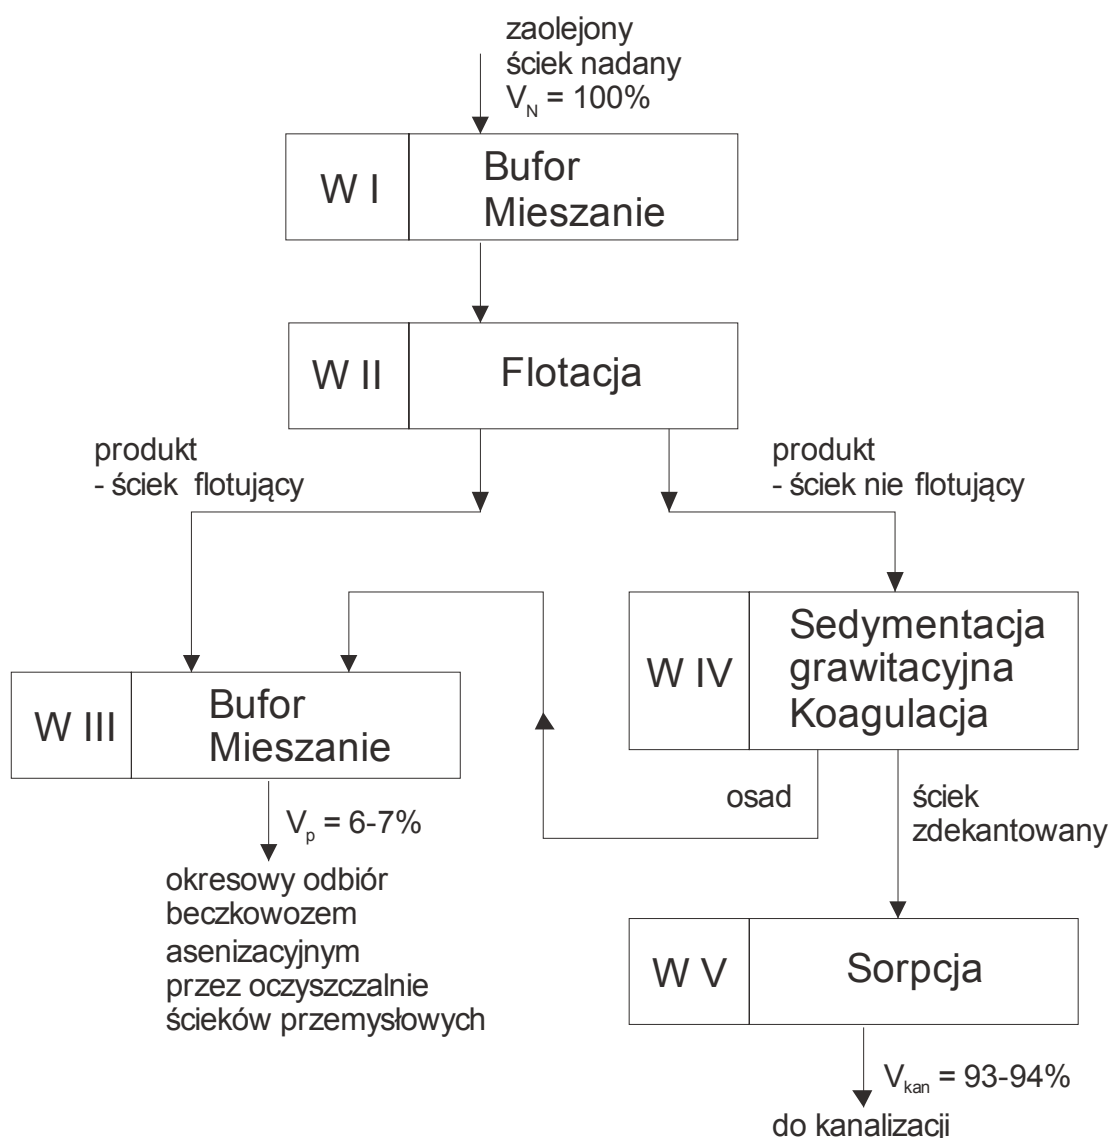 zaolejony
ściek nadany
V_N = 100%
W I
Bufor
Mieszanie
W II
Flotacja
produkt
- ściek flotujący
produkt
- ściek nie flotujący
W III
Bufor
Mieszanie
W IV
Sedymentacja
grawitacyjna
Koagulacja
V_p = 6-7%
osad
ściek
zdekantowany
okresowy odbiór
beczkowozem
asenizacyjnym
przez oczyszczalnie
ścieków przemysłowych
W V
Sorpcja
V_kan = 93-94%
do kanalizacji